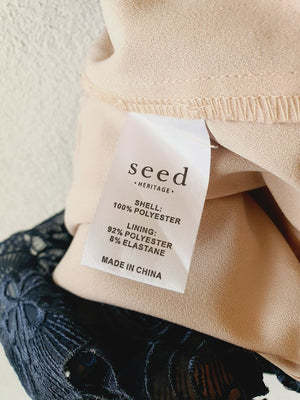 seed
·HERITAGE·
SHELL:
100% POLYESTER
LINING:
92% POLYESTER
8% ELASTANE
MADE IN CHINA